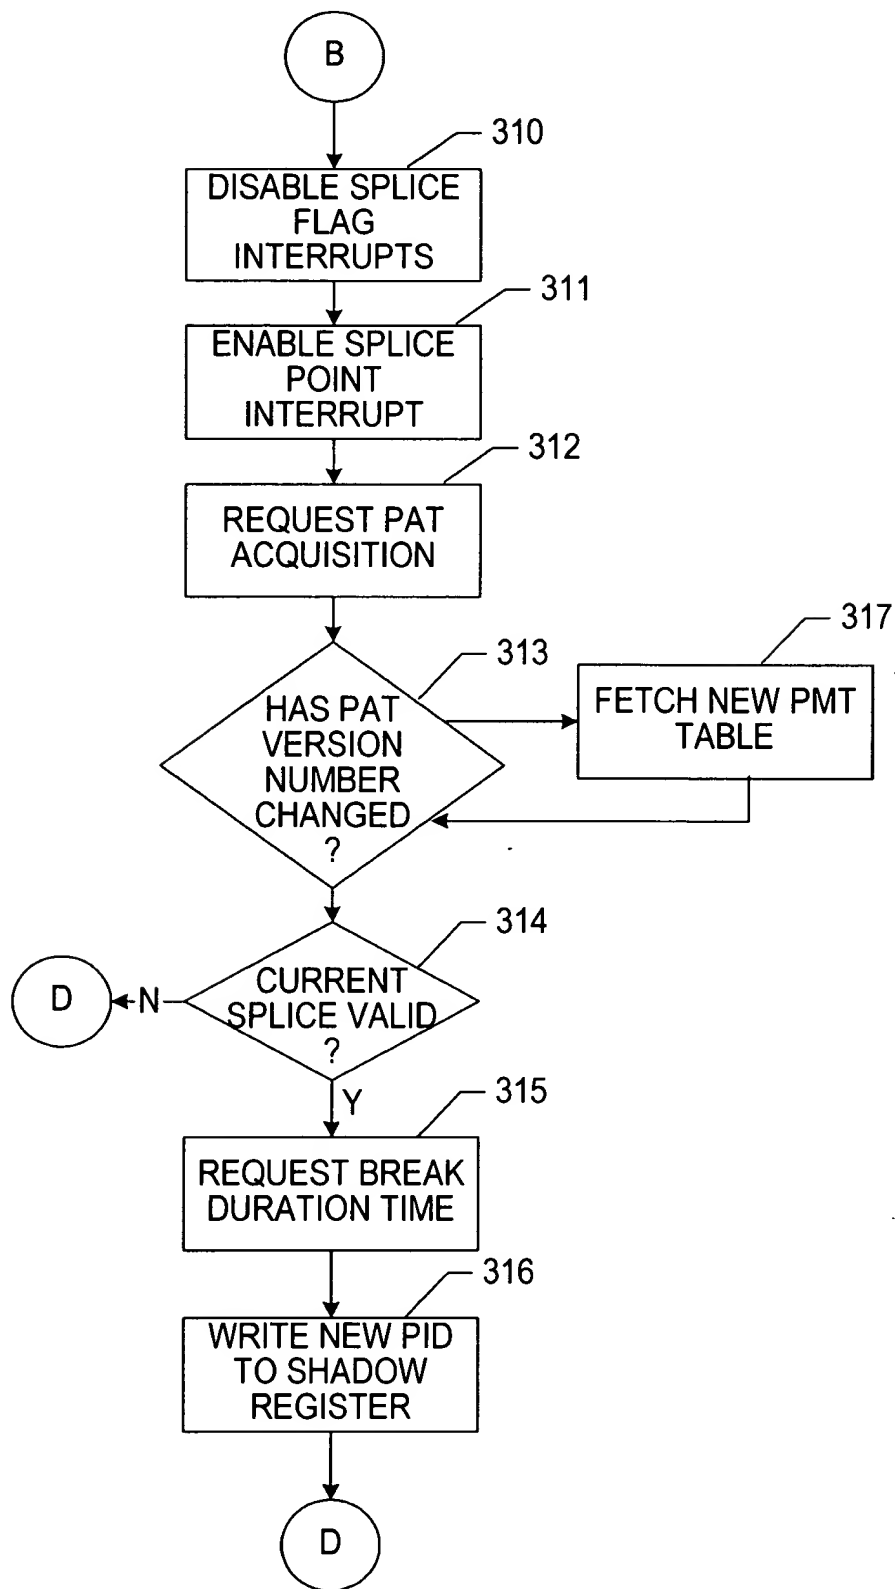 B
310
DISABLE SPLICE
FLAG
INTERRUPTS
311
ENABLE SPLICE
POINT
INTERRUPT
312
REQUEST PAT
ACQUISITION
313
HAS PAT
VERSION
NUMBER
CHANGED
?
317
FETCH NEW PMT
TABLE
314
CURRENT
SPLICE VALID
?
N
D
Y
315
REQUEST BREAK
DURATION TIME
316
WRITE NEW PID
TO SHADOW
REGISTER
D